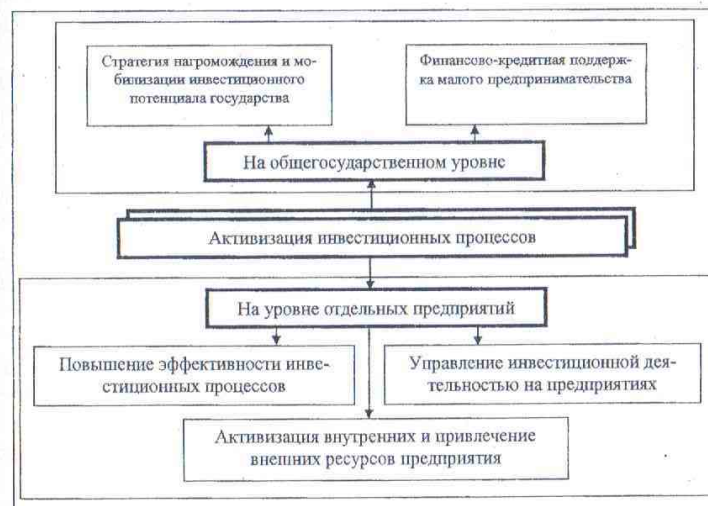 Стратегия нагромождения и мо-
билизации инвестиционного
потенциала государства
Финансово-кредитная поддерж-
ка малого предпринимательства
На общегосударственном уровне
Активизация инвестиционных процессов
На уровне отдельных предприятий
Повышение эффективности инве-
стиционных процессов
Управление инвестиционной дея-
тельностью на предприятиях
Активизация внутренних и привлечение
внешних ресурсов предприятия